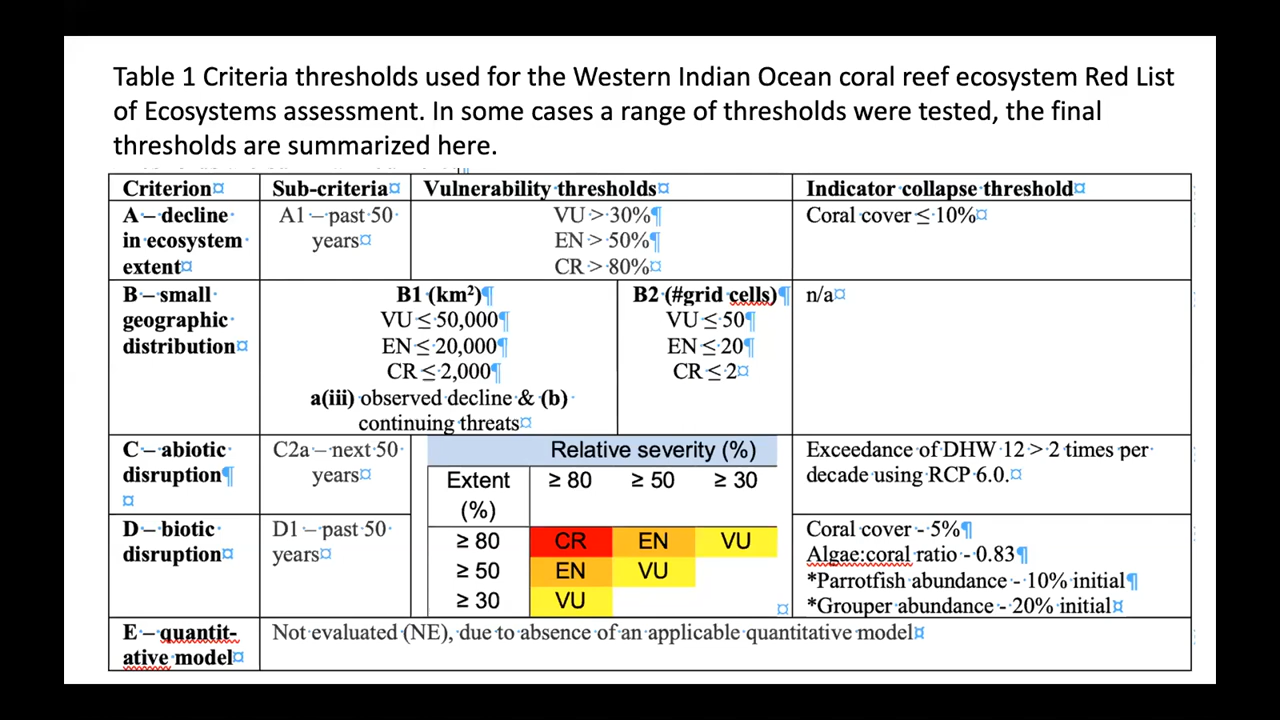 Table 1 Criteria thresholds used for the Western Indian Ocean coral reef ecosystem Red List
of Ecosystems assessment. In some cases a range of thresholds were tested, the final
thresholds are summarized here.
Criterion¤ Sub-criteria¤ Vulnerability·thresholds¤ Indicator·collapse·threshold¤
A·–·decline·
in·ecosystem·
extent¤
A1·–·past·50·
years¤
VU·>·30%¶
EN·>·50%¶
CR·>·80%¤
Coral·cover·≤·10%¤
B·–·small·
geographic·
distribution¤
B1·(km²)¶
VU·≤·50,000¶
EN·≤·20,000¶
CR·≤·2,000¶
a(iii)·observed·decline·&·(b)·
continuing·threats¤
B2·(#grid·cells)¶
VU·≤·50¶
EN·≤·20¶
CR·≤·2¤
n/a¤
C·–·abiotic·
disruption¶
¤
C2a·–·next·50·
years¤
Relative severity (%)
Extent (%) ≥ 80 ≥ 50 ≥ 30
≥ 80 CR EN VU
≥ 50 EN VU
≥ 30 VU
¤
Exceedance·of·DHW·12·>·2·times·per·
decade·using·RCP·6.0.¤
D·–·biotic·
disruption¤
D1·–·past·50·
years¤
Coral·cover·-·5%¶
Algae:coral·ratio·-·0.83¶
*Parrotfish·abundance·-·10%·initial¶
*Grouper·abundance·-·20%·initial¤
E·–·quantit-
ative·model¤
Not·evaluated·(NE),·due·to·absence·of·an·applicable·quantitative·model¤